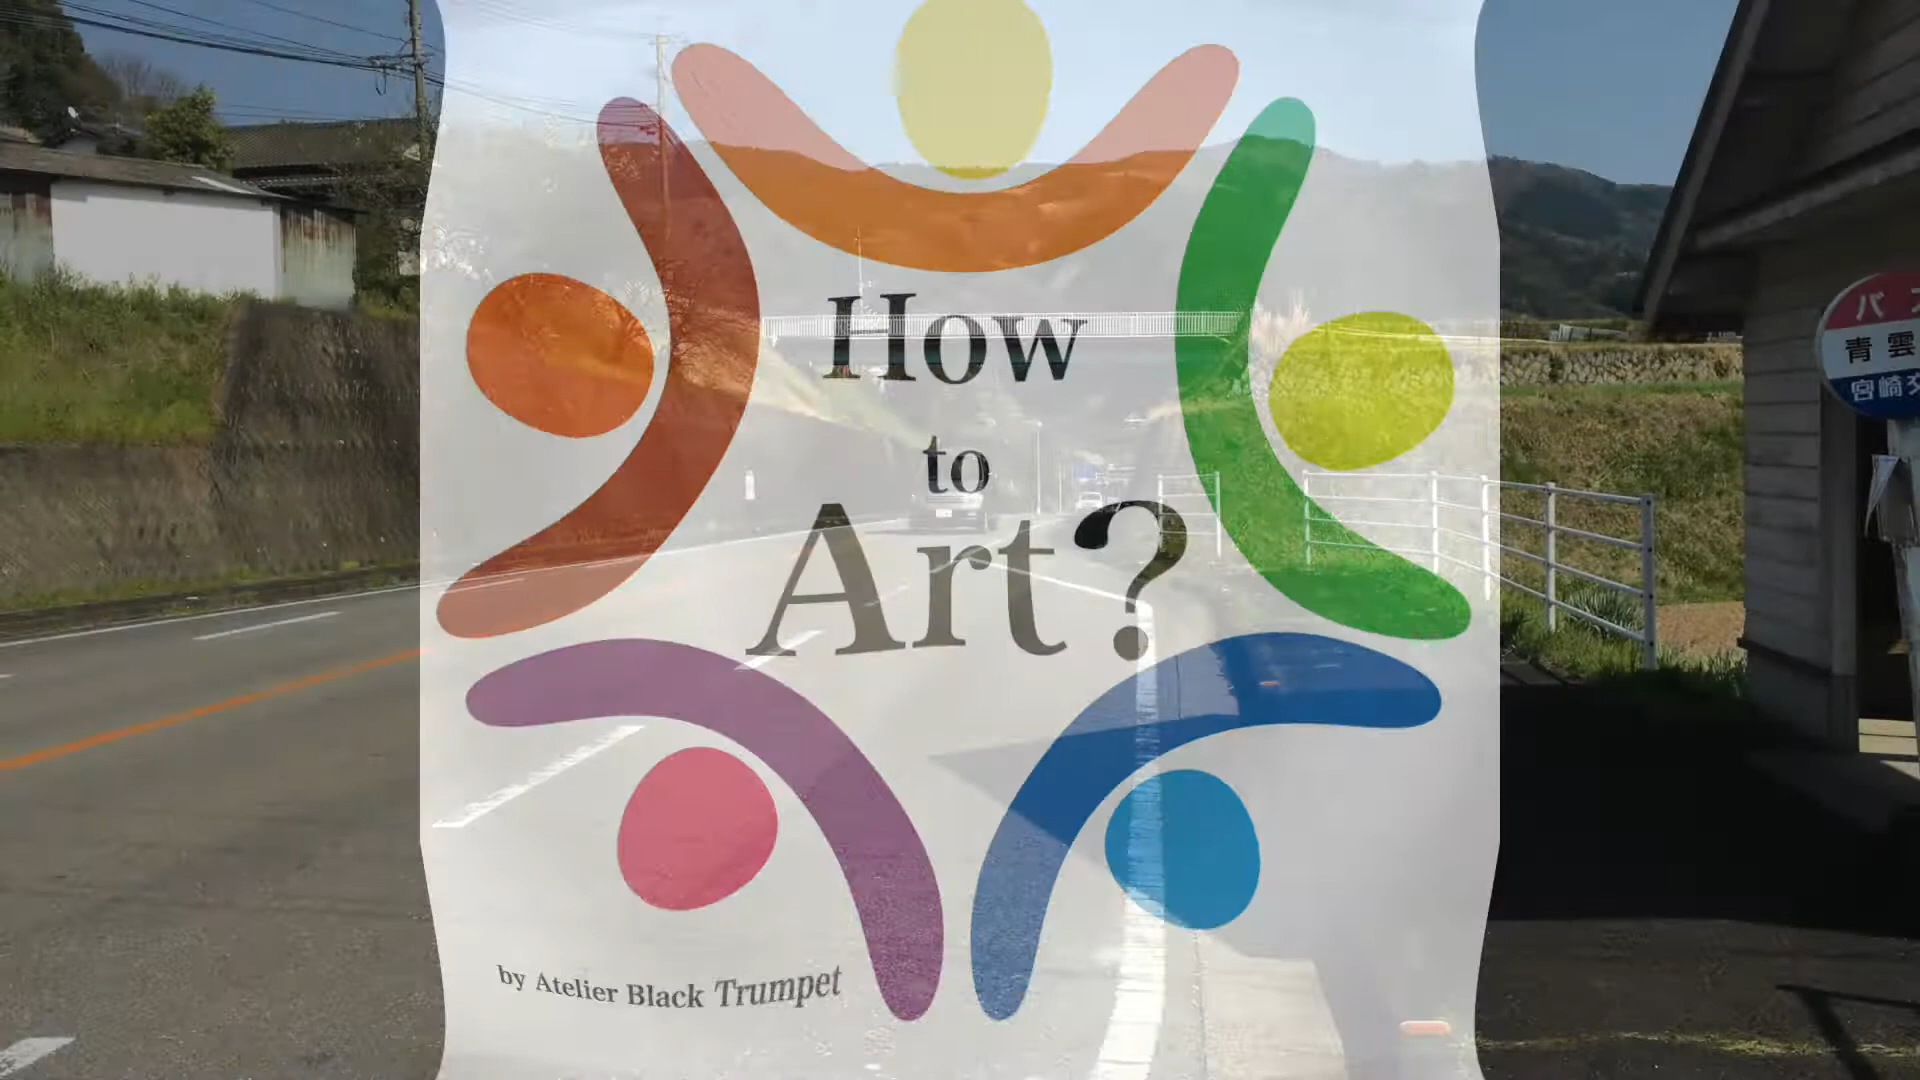 How
to
Art?
by Atelier Black Trumpet
バ
青雲
宮崎交